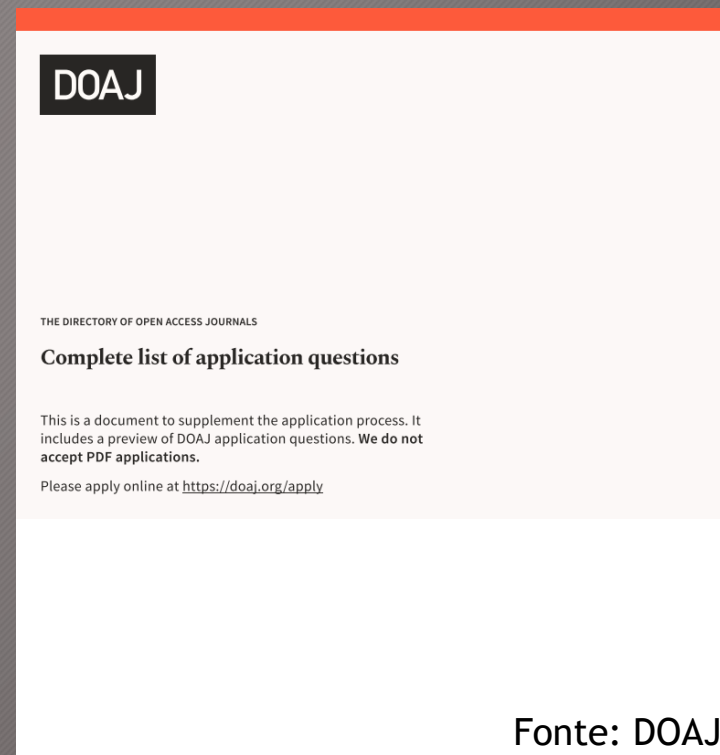 DOAJ
THE DIRECTORY OF OPEN ACCESS JOURNALS
Complete list of application questions
This is a document to supplement the application process. It
includes a preview of DOAJ application questions. We do not
accept PDF applications.
Please apply online at https://doaj.org/apply
Fonte: DOAJ